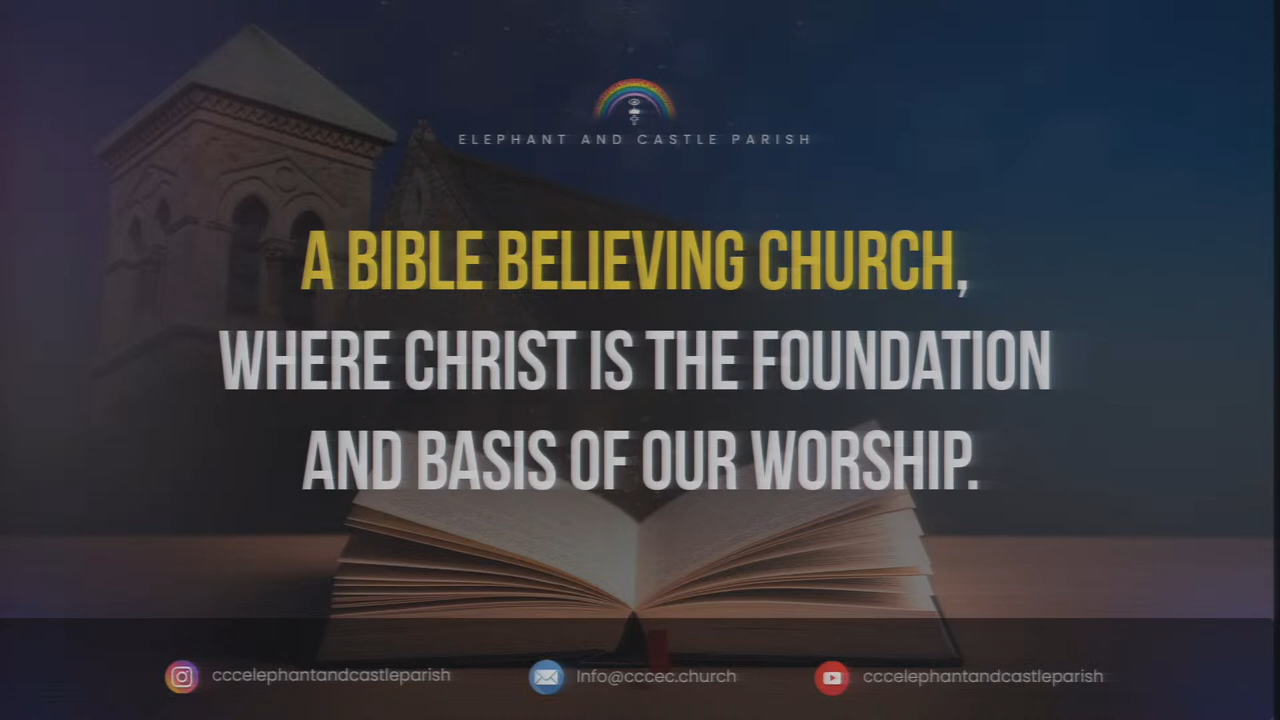 ELEPHANT AND CASTLE PARISH
A BIBLE BELIEVING CHURCH,
WHERE CHRIST IS THE FOUNDATION
AND BASIS OF OUR WORSHIP.
cccelephantandcastleparish
Info@cccec.church
cccelephantandcastleparish